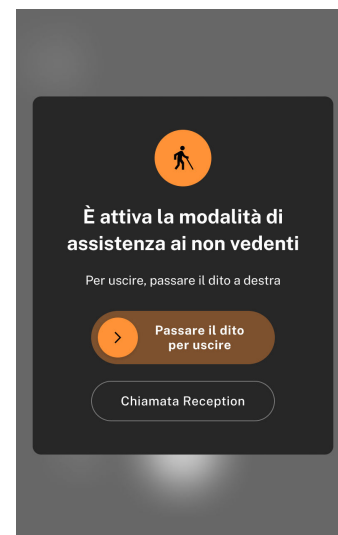 È attiva la modalità di
assistenza ai non vedenti
Per uscire, passare il dito a destra
Passare il dito
per uscire
Chiamata Reception